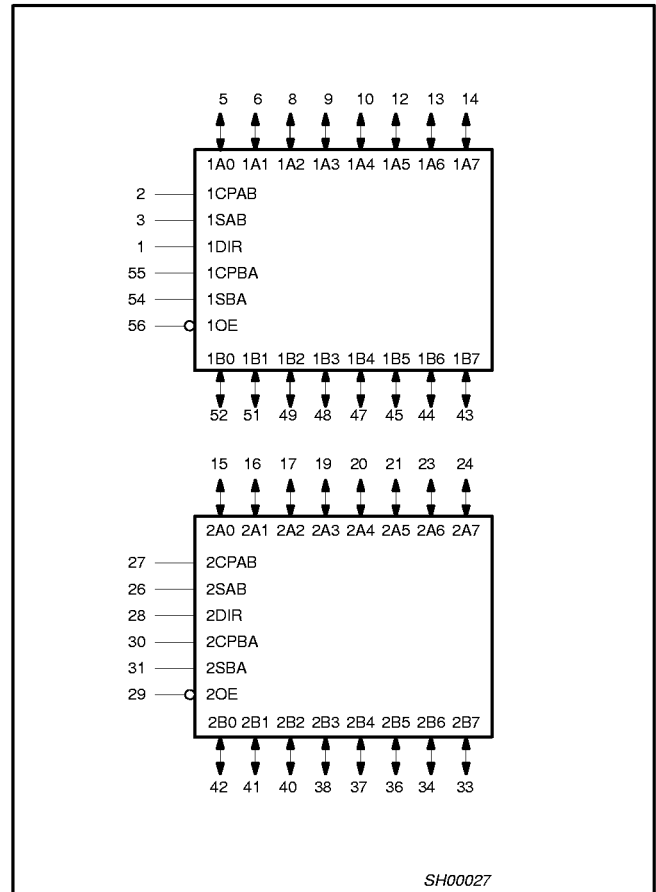 5 6 8 9 10 12 13 14
1A0 1A1 1A2 1A3 1A4 1A5 1A6 1A7
2 1CPAB
3 1SAB
1 1DIR
55 1CPBA
54 1SBA
56 1OE
1B0 1B1 1B2 1B3 1B4 1B5 1B6 1B7
52 51 49 48 47 45 44 43
15 16 17 19 20 21 23 24
2A0 2A1 2A2 2A3 2A4 2A5 2A6 2A7
27 2CPAB
26 2SAB
28 2DIR
30 2CPBA
31 2SBA
29 2OE
2B0 2B1 2B2 2B3 2B4 2B5 2B6 2B7
42 41 40 38 37 36 34 33
SH00027